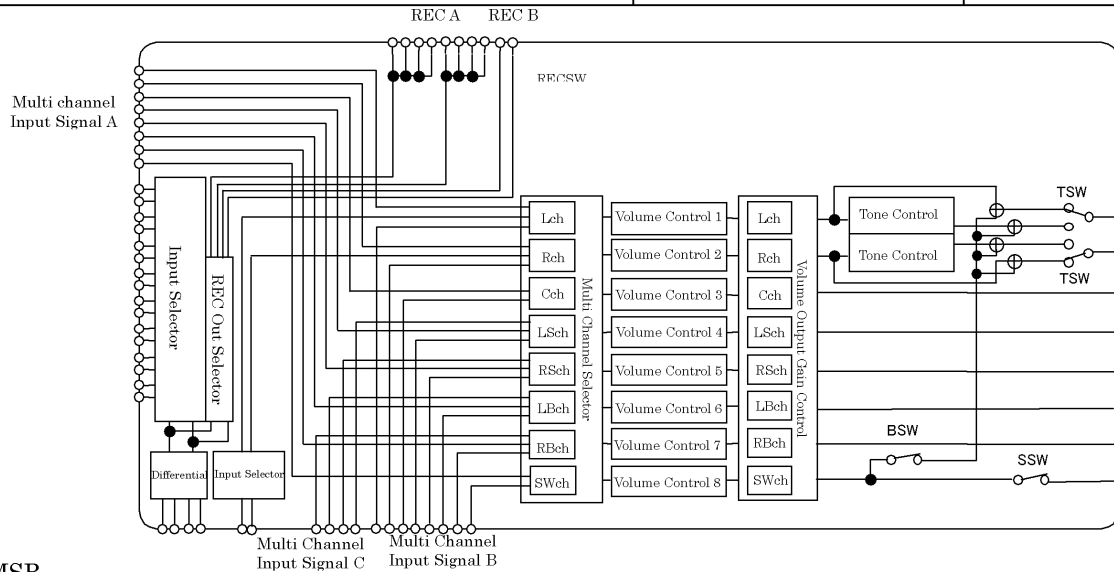 REC A REC B
RECSW
Multi channel
Input Signal A
TSW
TSW
Input Selector
REC Out Selector
Multi Channel Selector
Volume Output Gain Control
Lch
Rch
Cch
LSch
RSch
LBch
RBch
SWch
Volume Control 1
Volume Control 2
Volume Control 3
Volume Control 4
Volume Control 5
Volume Control 6
Volume Control 7
Volume Control 8
Lch
Rch
Cch
LSch
RSch
LBch
RBch
SWch
Tone Control
Tone Control
BSW
SSW
Differential
Input Selector
Multi Channel
Input Signal C
Multi Channel
Input Signal B